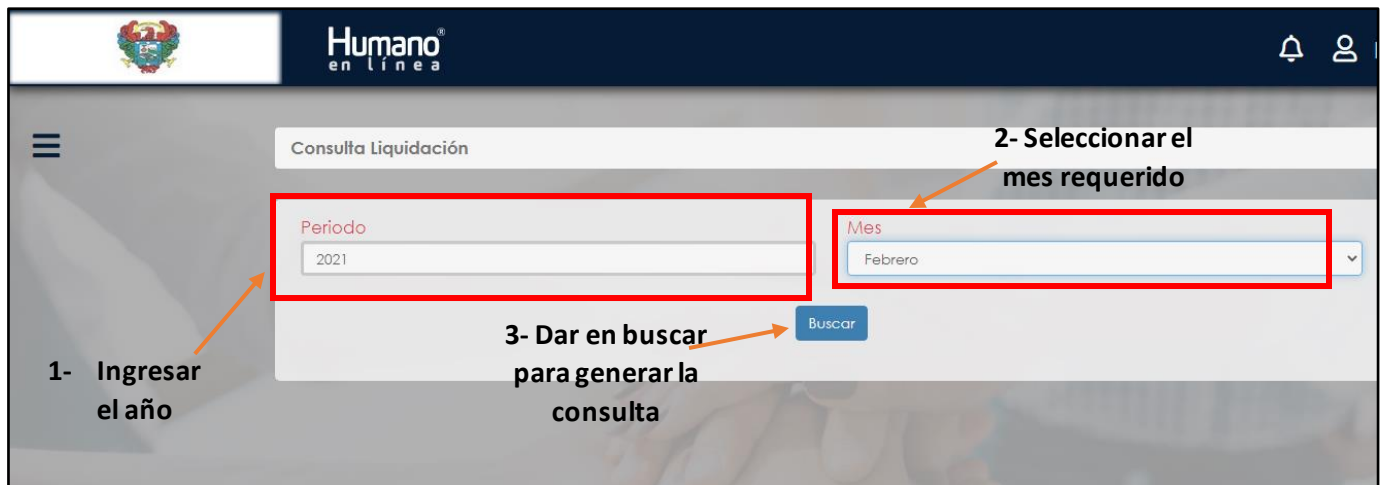 Humano®
en línea
Consulta Liquidación
2- Seleccionar el
mes requerido
Periodo
2021
Mes
Febrero
Buscar
3- Dar en buscar
para generar la
consulta
1- Ingresar
el año